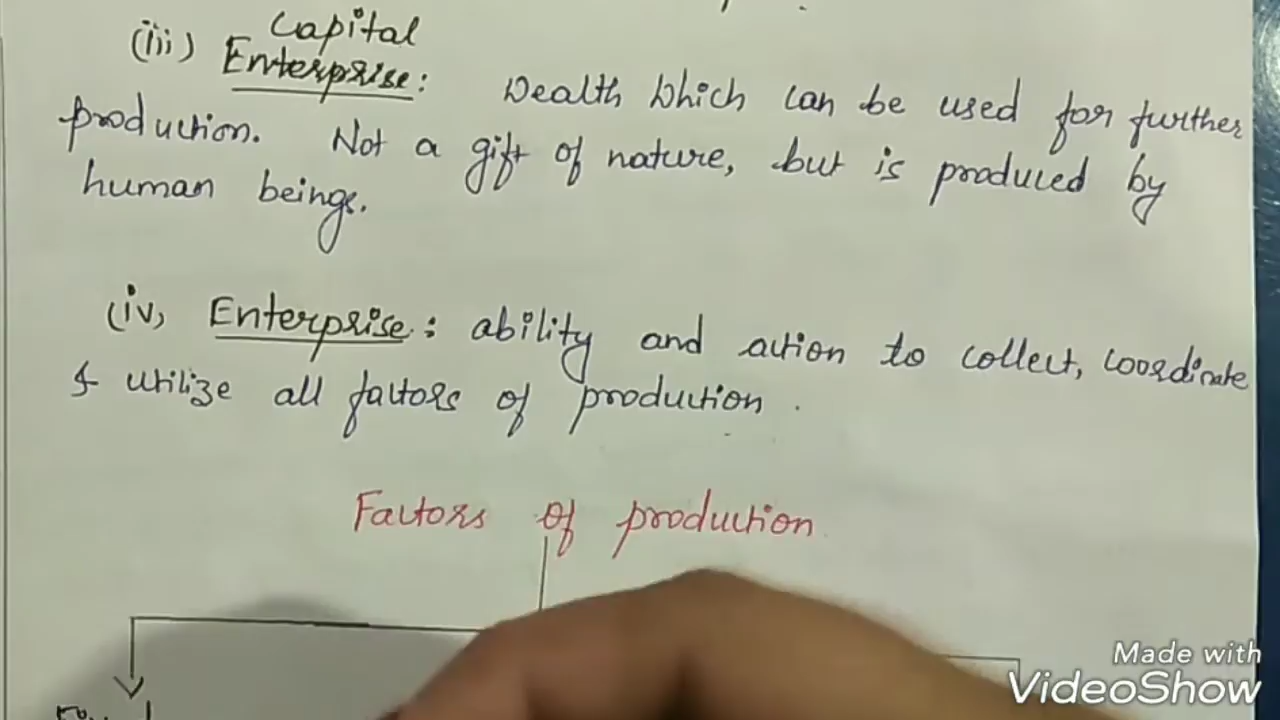 Capital
(iii) Enterprise: Wealth which can be used for further
production. Not a gift of nature, but is produced by
human beings.
(iv) Enterprise: ability and action to collect, coordinate
& utilize all factors of production.
Factors of production
Made with
VideoShow